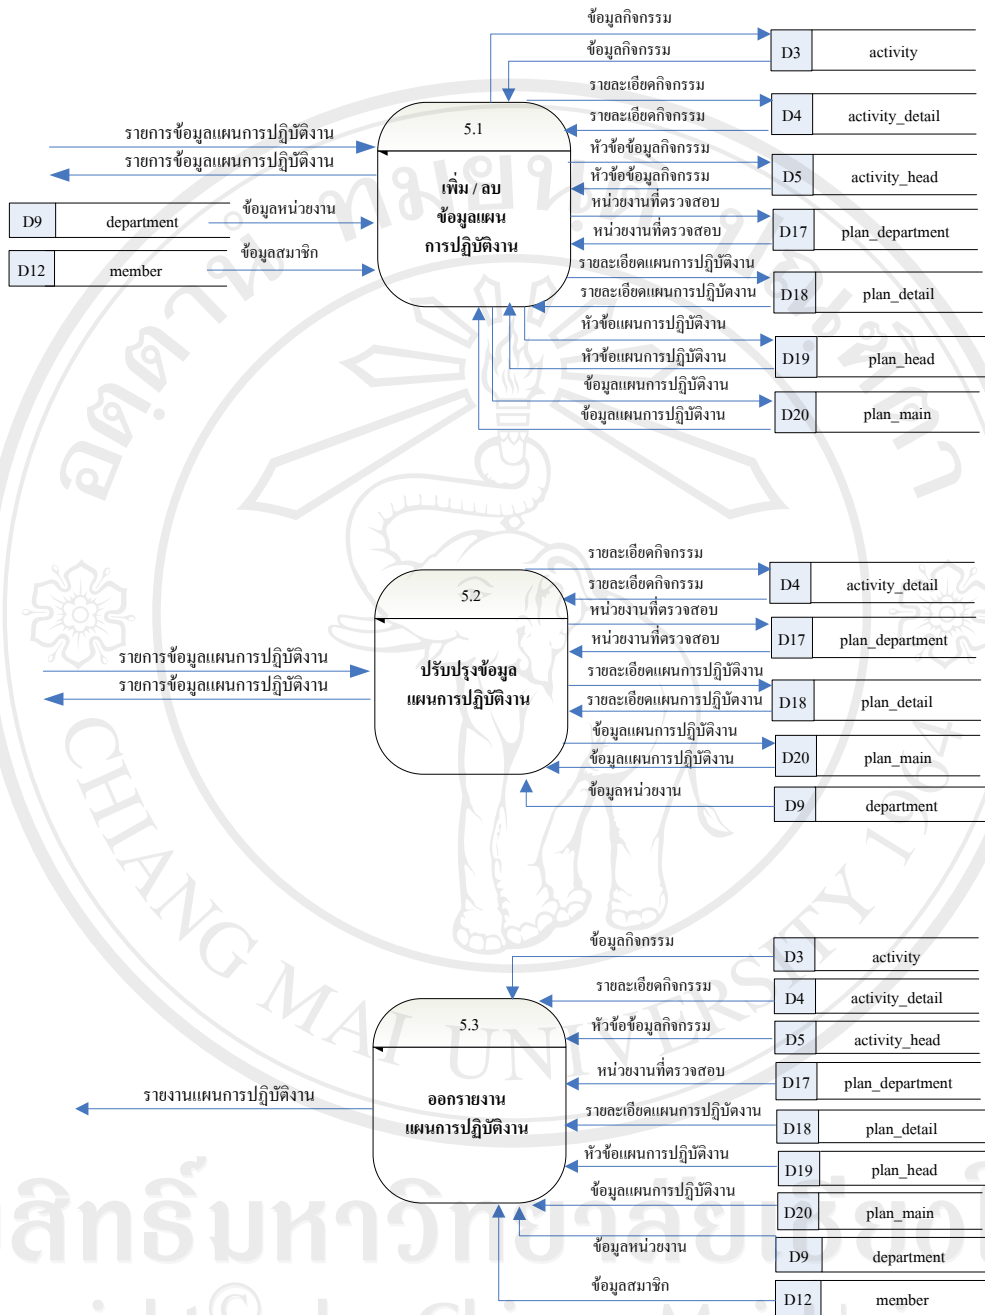 ข้อมูลกิจกรรม
D3 activity
ข้อมูลกิจกรรม
รายละเอียดกิจกรรม
D4 activity_detail
รายละเอียดกิจกรรม
5.1
เพิ่ม / ลบ
ข้อมูลแผน
การปฏิบัติงาน
รายการข้อมูลแผนการปฏิบัติงาน
รายการข้อมูลแผนการปฏิบัติงาน
D9 department
ข้อมูลหน่วยงาน
D12 member
ข้อมูลสมาชิก
หัวข้อข้อมูลกิจกรรม
D5 activity_head
หัวข้อข้อมูลกิจกรรม
หน่วยงานที่ตรวจสอบ
D17 plan_department
หน่วยงานที่ตรวจสอบ
รายละเอียดแผนการปฏิบัติงาน
D18 plan_detail
รายละเอียดแผนการปฏิบัติงาน
หัวข้อแผนการปฏิบัติงาน
D19 plan_head
หัวข้อแผนการปฏิบัติงาน
ข้อมูลแผนการปฏิบัติงาน
D20 plan_main
ข้อมูลแผนการปฏิบัติงาน
รายละเอียดกิจกรรม
D4 activity_detail
รายละเอียดกิจกรรม
5.2
ปรับปรุงข้อมูล
แผนการปฏิบัติงาน
รายการข้อมูลแผนการปฏิบัติงาน
รายการข้อมูลแผนการปฏิบัติงาน
หน่วยงานที่ตรวจสอบ
D17 plan_department
หน่วยงานที่ตรวจสอบ
รายละเอียดแผนการปฏิบัติงาน
D18 plan_detail
รายละเอียดแผนการปฏิบัติงาน
ข้อมูลแผนการปฏิบัติงาน
D20 plan_main
ข้อมูลแผนการปฏิบัติงาน
ข้อมูลหน่วยงาน
D9 department
ข้อมูลกิจกรรม
D3 activity
รายละเอียดกิจกรรม
D4 activity_detail
5.3
ออกรายงาน
แผนการปฏิบัติงาน
รายงานแผนการปฏิบัติงาน
หัวข้อข้อมูลกิจกรรม
D5 activity_head
หน่วยงานที่ตรวจสอบ
D17 plan_department
รายละเอียดแผนการปฏิบัติงาน
D18 plan_detail
หัวข้อแผนการปฏิบัติงาน
D19 plan_head
ข้อมูลแผนการปฏิบัติงาน
D20 plan_main
ข้อมูลหน่วยงาน
D9 department
ข้อมูลสมาชิก
D12 member
CHIANG MAI UNIVERSITY 1964